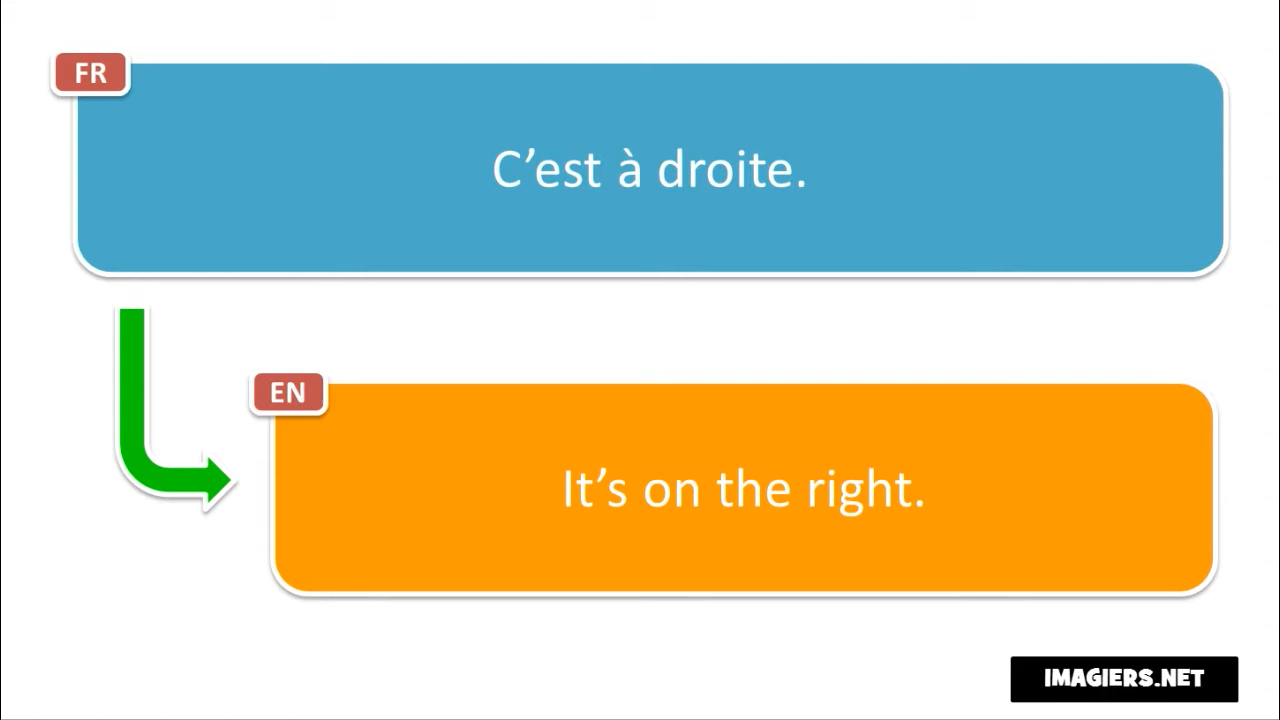 FR
C’est à droite.
EN
It’s on the right.
IMAGIERS.NET